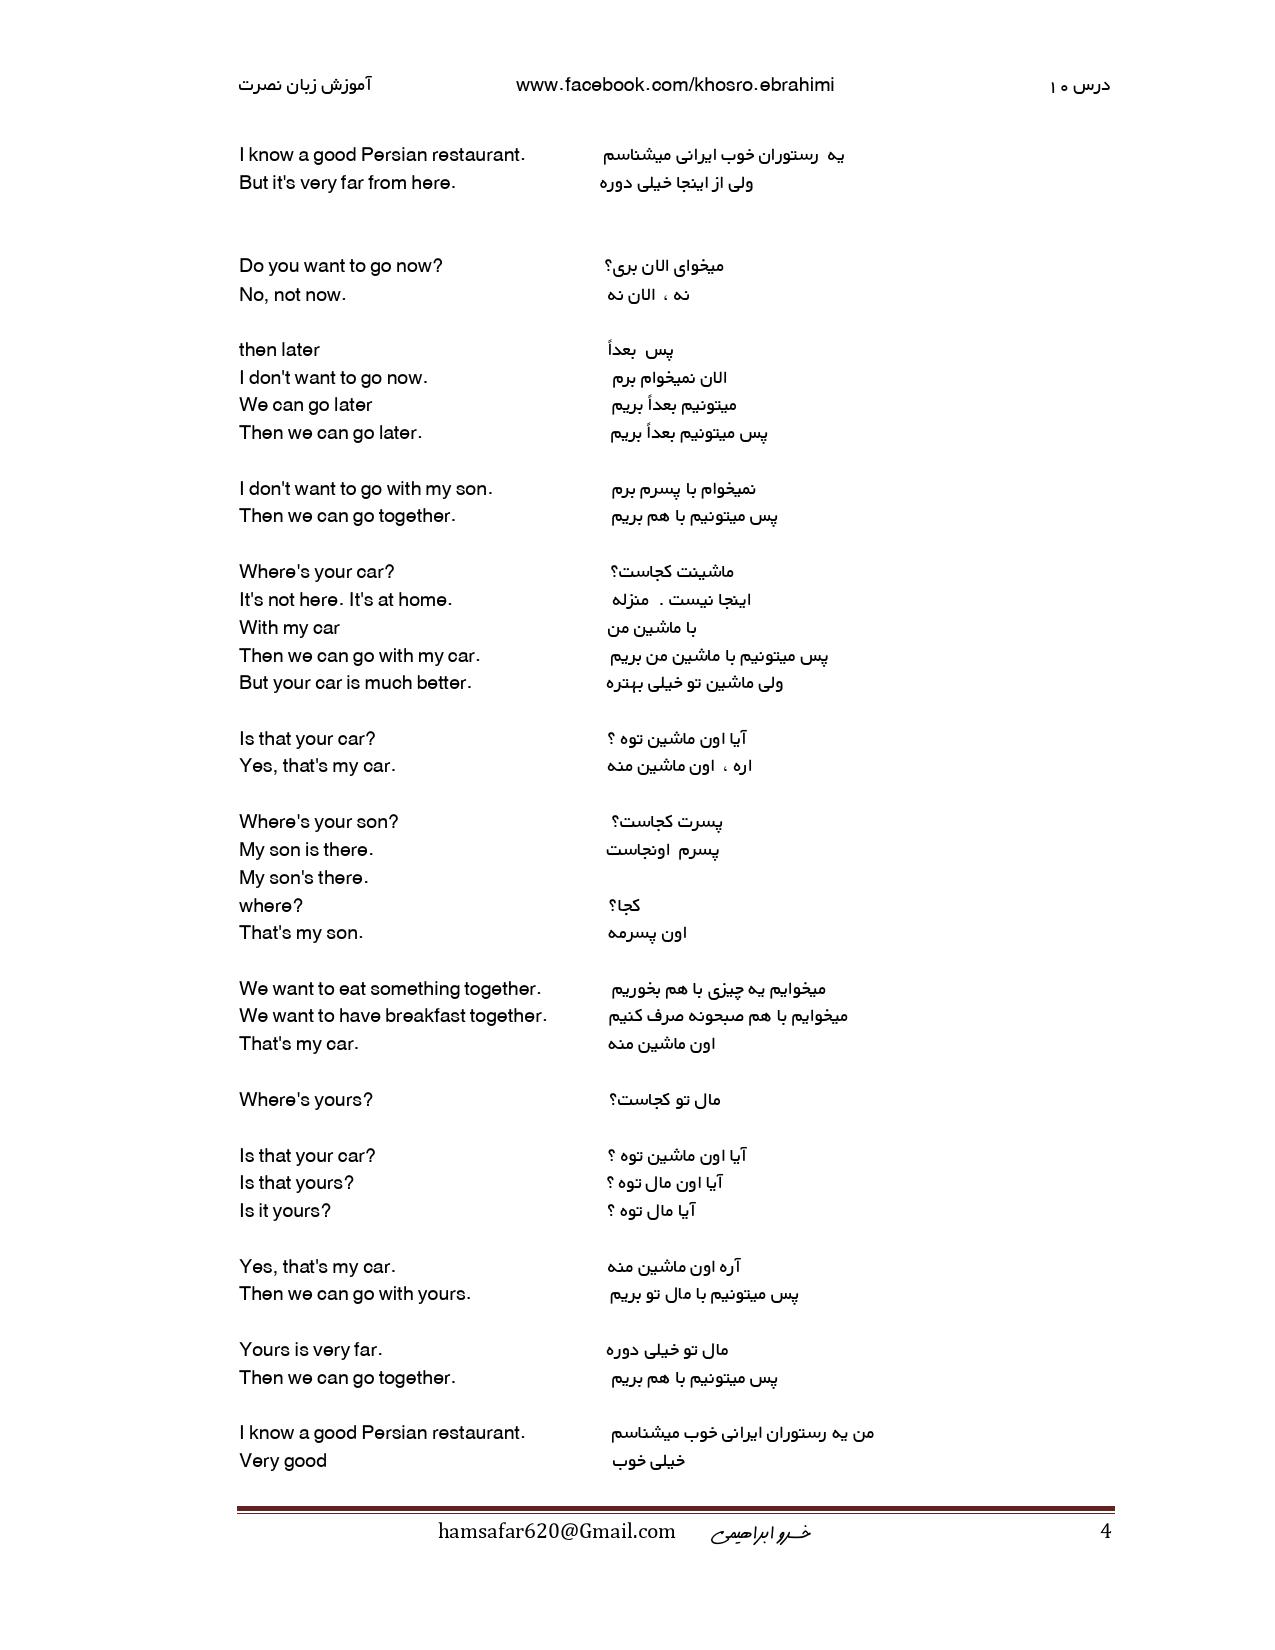 آموزش زبان نصرت www.facebook.com/khosro.ebrahimi درس ۱۰
I know a good Persian restaurant. یه رستوران خوب ایرانی میشناسم
But it's very far from here. ولی از اینجا خیلی دوره
Do you want to go now? میخوای الان بری؟
No, not now. نه ، الان نه
then later پس بعداً
I don't want to go now. الان نمیخوام برم
We can go later میتونیم بعداً بریم
Then we can go later. پس میتونیم بعداً بریم
I don't want to go with my son. نمیخوام با پسرم برم
Then we can go together. پس میتونیم با هم بریم
Where's your car? ماشینت کجاست؟
It's not here. It's at home. اینجا نیست . منزله
With my car با ماشین من
Then we can go with my car. پس میتونیم با ماشین من بریم
But your car is much better. ولی ماشین تو خیلی بهتره
Is that your car? آیا اون ماشین توه ؟
Yes, that's my car. اره ، اون ماشین منه
Where's your son? پسرت کجاست؟
My son is there. پسرم اونجاست
My son's there.
where? کجا؟
That's my son. اون پسرمه
We want to eat something together. میخوایم یه چیزی با هم بخوریم
We want to have breakfast together. میخوایم با هم صبحونه صرف کنیم
That's my car. اون ماشین منه
Where's yours? مال تو کجاست؟
Is that your car? آیا اون ماشین توه ؟
Is that yours? آیا اون مال توه ؟
Is it yours? آیا مال توه ؟
Yes, that's my car. آره اون ماشین منه
Then we can go with yours. پس میتونیم با مال تو بریم
Yours is very far. مال تو خیلی دوره
Then we can go together. پس میتونیم با هم بریم
I know a good Persian restaurant. من یه رستوران ایرانی خوب میشناسم
Very good خیلی خوب
hamsafar620@Gmail.com خسرو ابراهیمی 4